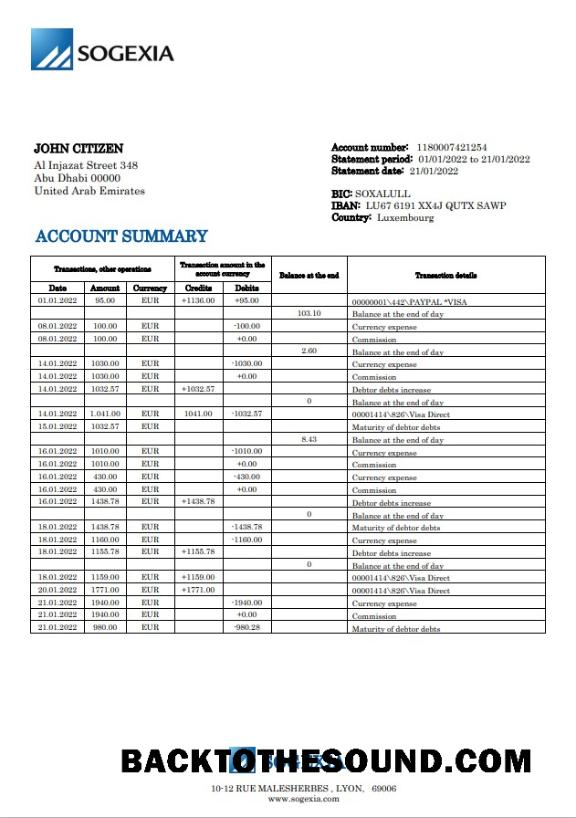 SOGEXIA
JOHN CITIZEN
Al Injazat Street 348
Abu Dhabi 00000
United Arab Emirates
Account number: 1180007421254
Statement period: 01/01/2022 to 21/01/2022
Statement date: 21/01/2022
BIC: SOXALULL
IBAN: LU67 6191 XX4J QUTX SAWP
Country: Luxembourg
ACCOUNT SUMMARY
Transactions, other operations Transaction amount in the account currency Balance at the end Transaction details
Date Amount Currency Credits Debits
01.01.2022 95.00 EUR +1136.00 +95.00 00000001\442\PAYPAL *VISA
103.10 Balance at the end of day
08.01.2022 100.00 EUR -100.00 Currency expense
08.01.2022 100.00 EUR +0.00 Commission
2.60 Balance at the end of day
14.01.2022 1030.00 EUR -1030.00 Currency expense
14.01.2022 1030.00 EUR +0.00 Commission
14.01.2022 1032.57 EUR +1032.57 Debtor debts increase
0 Balance at the end of day
14.01.2022 1.041.00 EUR 1041.00 -1032.57 00001414\826\Visa Direct
15.01.2022 1032.57 EUR Maturity of debtor debts
8.43 Balance at the end of day
16.01.2022 1010.00 EUR -1010.00 Currency expense
16.01.2022 1010.00 EUR +0.00 Commission
16.01.2022 430.00 EUR -430.00 Currency expense
16.01.2022 430.00 EUR +0.00 Commission
16.01.2022 1438.78 EUR +1438.78 Debtor debts increase
0 Balance at the end of day
18.01.2022 1438.78 EUR -1438.78 Maturity of debtor debts
18.01.2022 1160.00 EUR -1160.00 Currency expense
18.01.2022 1155.78 EUR +1155.78 Debtor debts increase
0 Balance at the end of day
18.01.2022 1159.00 EUR +1159.00 00001414\826\Visa Direct
20.01.2022 1771.00 EUR +1771.00 00001414\826\Visa Direct
21.01.2022 1940.00 EUR -1940.00 Currency expense
21.01.2022 1940.00 EUR +0.00 Commission
21.01.2022 980.00 EUR -980.28 Maturity of debtor debts
BACKTOTHESOUND.COM
10-12 RUE MALESHERBES , LYON, 69006
www.sogexia.com